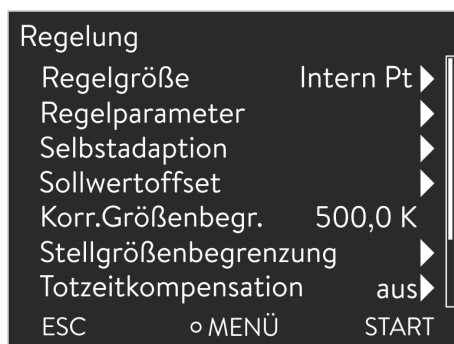 Regelung
Regelgröße Intern Pt
Regelparameter
Selbstadaption
Sollwertoffset
Korr.Größenbegr. 500,0 K
Stellgrößenbegrenzung
Totzeitkompensation aus
ESC MENÜ START